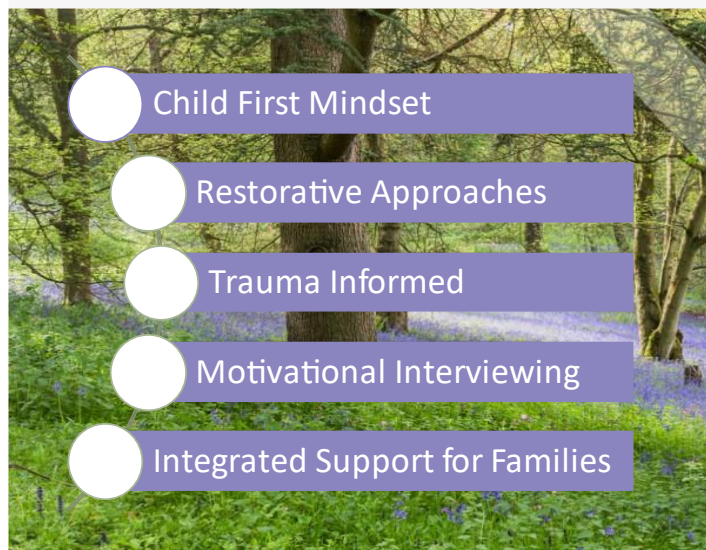 Child First Mindset
Restorative Approaches
Trauma Informed
Motivational Interviewing
Integrated Support for Families